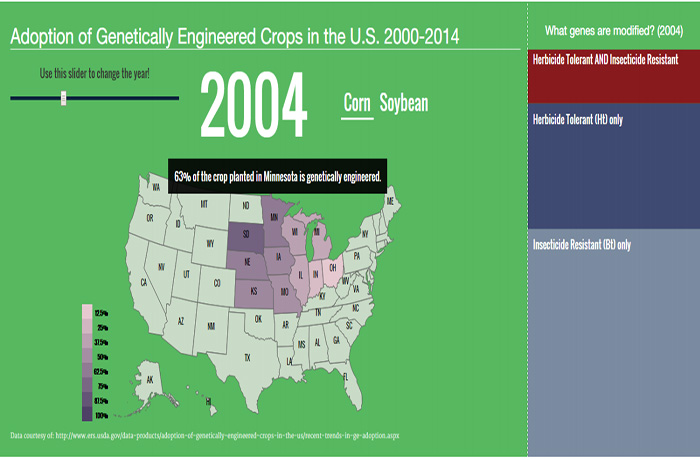 Adoption of Genetically Engineered Crops in the U.S. 2000-2014
Use this slider to change the year!
2004
Corn Soybean
63% of the crop planted in Minnesota is genetically engineered.
WA
MT
ND
MN
ME
OR
ID
SD
WI
MI
NY
WY
NE
IA
PA
NV
UT
CO
KS
MO
IL
IN
OH
WV
VA
KY
CA
AZ
NM
OK
AR
TN
NC
SC
MS
AL
GA
TX
LA
FL
AK
HI
12.5%
25%
37.5%
50%
62.5%
75%
87.5%
100%
Data courtesy of: http://www.ers.usda.gov/data-products/adoption-of-genetically-engineered-crops-in-the-us/recent-trends-in-ge-adoption.aspx
What genes are modified? (2004)
Herbicide Tolerant AND Insecticide Resistant
Herbicide Tolerant (Ht) only
Insecticide Resistant (Bt) only